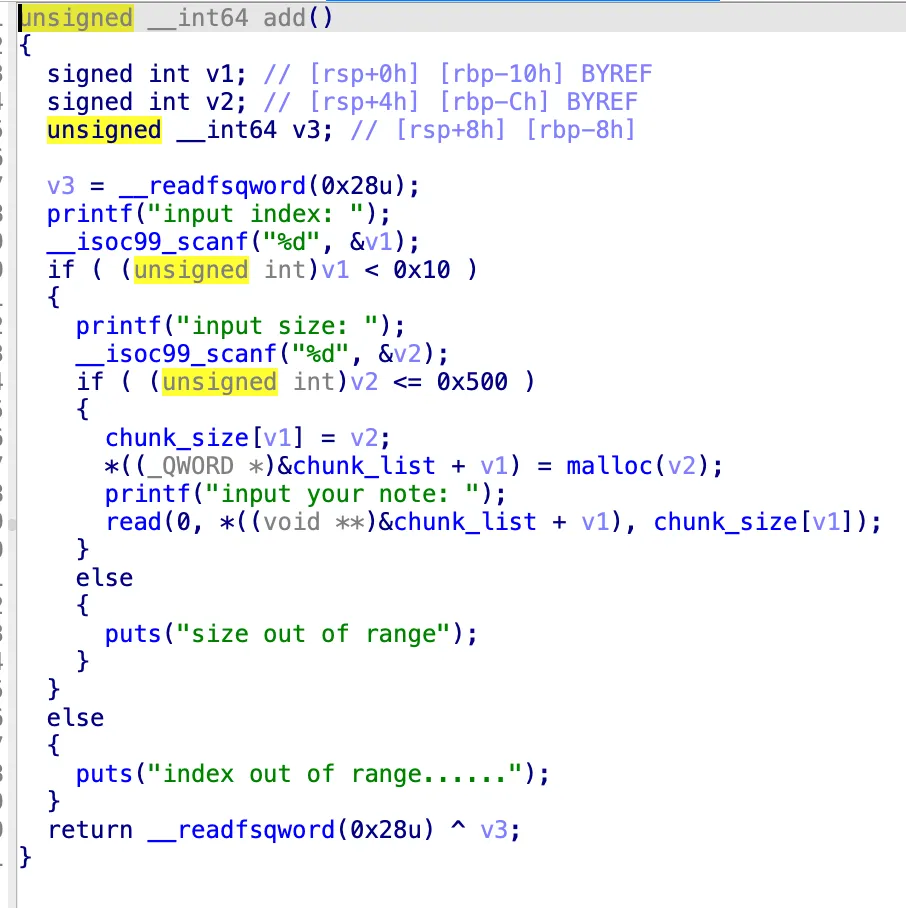 unsigned __int64 add()
{
  signed int v1; // [rsp+0h] [rbp-10h] BYREF
  signed int v2; // [rsp+4h] [rbp-Ch] BYREF
  unsigned __int64 v3; // [rsp+8h] [rbp-8h]

  v3 = __readfsqword(0x28u);
  printf("input index: ");
  __isoc99_scanf("%d", &v1);
  if ( (unsigned int)v1 < 0x10 )
  {
    printf("input size: ");
    __isoc99_scanf("%d", &v2);
    if ( (unsigned int)v2 <= 0x500 )
    {
      chunk_size[v1] = v2;
      *((_QWORD *)&chunk_list + v1) = malloc(v2);
      printf("input your note: ");
      read(0, *((void **)&chunk_list + v1), chunk_size[v1]);
    }
    else
    {
      puts("size out of range");
    }
  }
  else
  {
    puts("index out of range......");
  }
  return __readfsqword(0x28u) ^ v3;
}